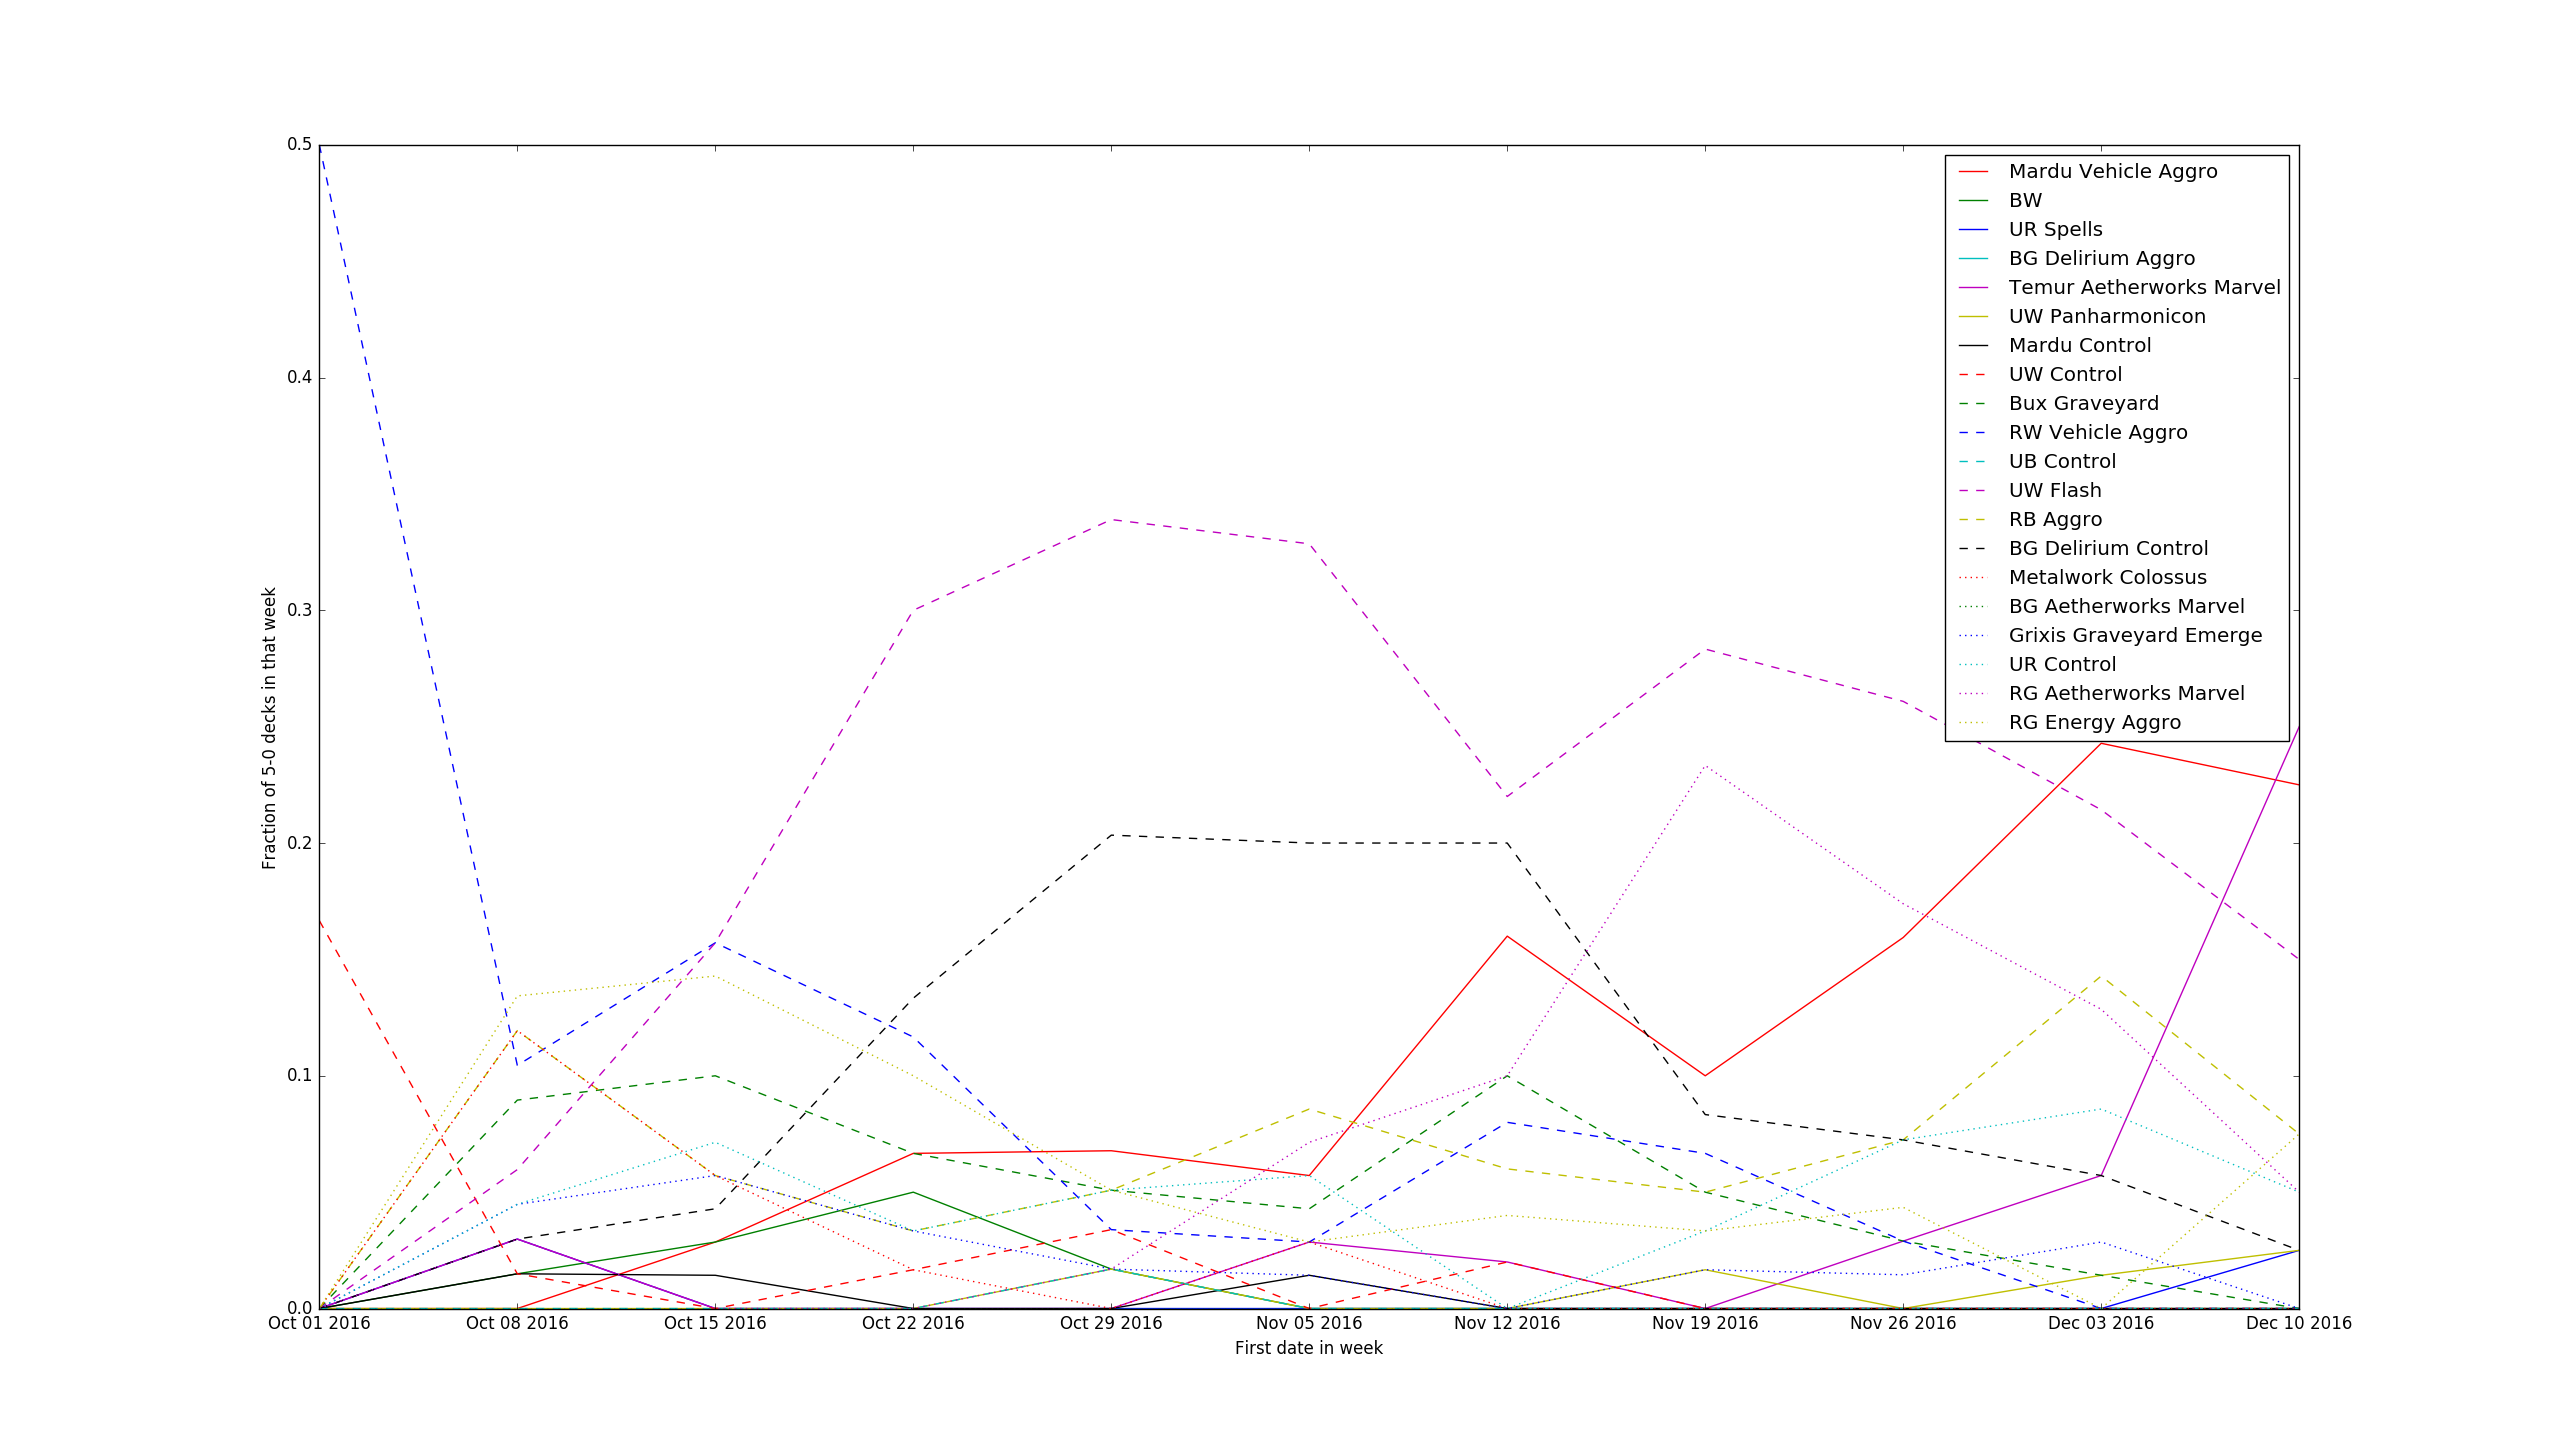 0.5
0.4
0.3
0.2
0.1
0.0
Fraction of 5-0 decks in that week
Mardu Vehicle Aggro
BW
UR Spells
BG Delirium Aggro
Temur Aetherworks Marvel
UW Panharmonicon
Mardu Control
UW Control
Bux Graveyard
RW Vehicle Aggro
UB Control
UW Flash
RB Aggro
BG Delirium Control
Metalwork Colossus
BG Aetherworks Marvel
Grixis Graveyard Emerge
UR Control
RG Aetherworks Marvel
RG Energy Aggro
Oct 01 2016 Oct 08 2016 Oct 15 2016 Oct 22 2016 Oct 29 2016 Nov 05 2016 Nov 12 2016 Nov 19 2016 Nov 26 2016 Dec 03 2016 Dec 10 2016
First date in week